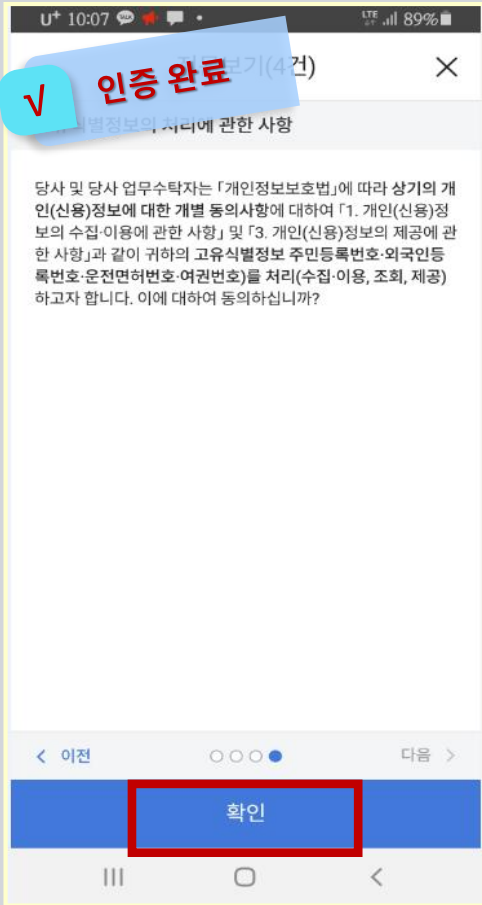 U+ 10:07 LTE 89%
보기(4건)
√ 인증 완료
식별정보의 처리에 관한 사항
당사 및 당사 업무수탁자는 「개인정보보호법」에 따라 상기의 개
인(신용)정보에 대한 개별 동의사항에 대하여 「1. 개인(신용)정
보의 수집·이용에 관한 사항」 및 「3. 개인(신용)정보의 제공에 관
한 사항」과 같이 귀하의 고유식별정보 주민등록번호·외국인등
록번호·운전면허번호·여권번호)를 처리(수집·이용, 조회, 제공)
하고자 합니다. 이에 대하여 동의하십니까?
< 이전
다음 >
확인